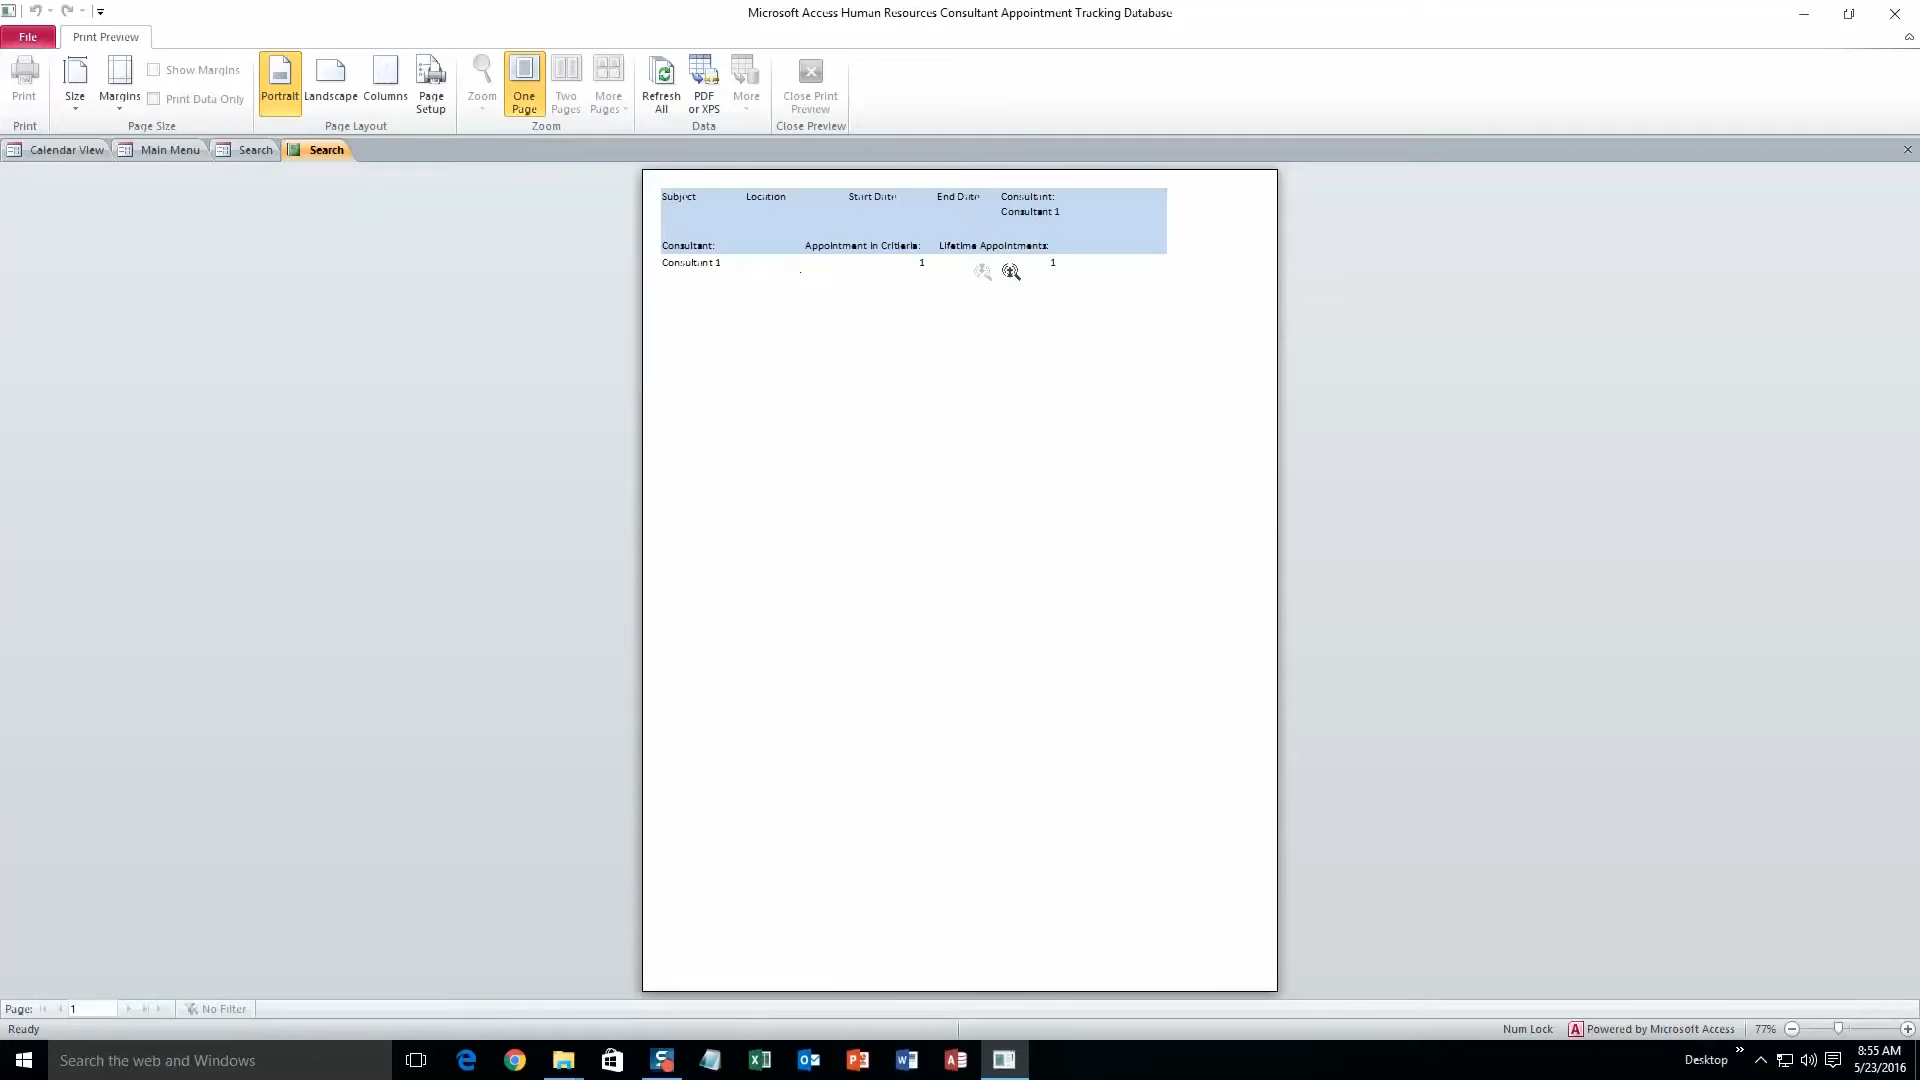 Microsoft Access Human Resources Consultant Appointment Tracking Database
File Print Preview
Print Size Margins Show Margins Print Data Only Portrait Landscape Columns Page Setup Zoom One Page Two Pages More Pages Refresh All PDF or XPS More Close Print Preview
Print Page Size Page Layout Zoom Data Close Preview
Calendar View Main Menu Search Search
Subject Location Start Date End Date Consultant:
Consultant 1
Consultant: Appointment in Critieria: Lifetime Appointments:
Consultant 1 1 1
Page: 1 No Filter
Ready Num Lock Powered by Microsoft Access 77%
Search the web and Windows Desktop 8:55 AM
5/23/2016